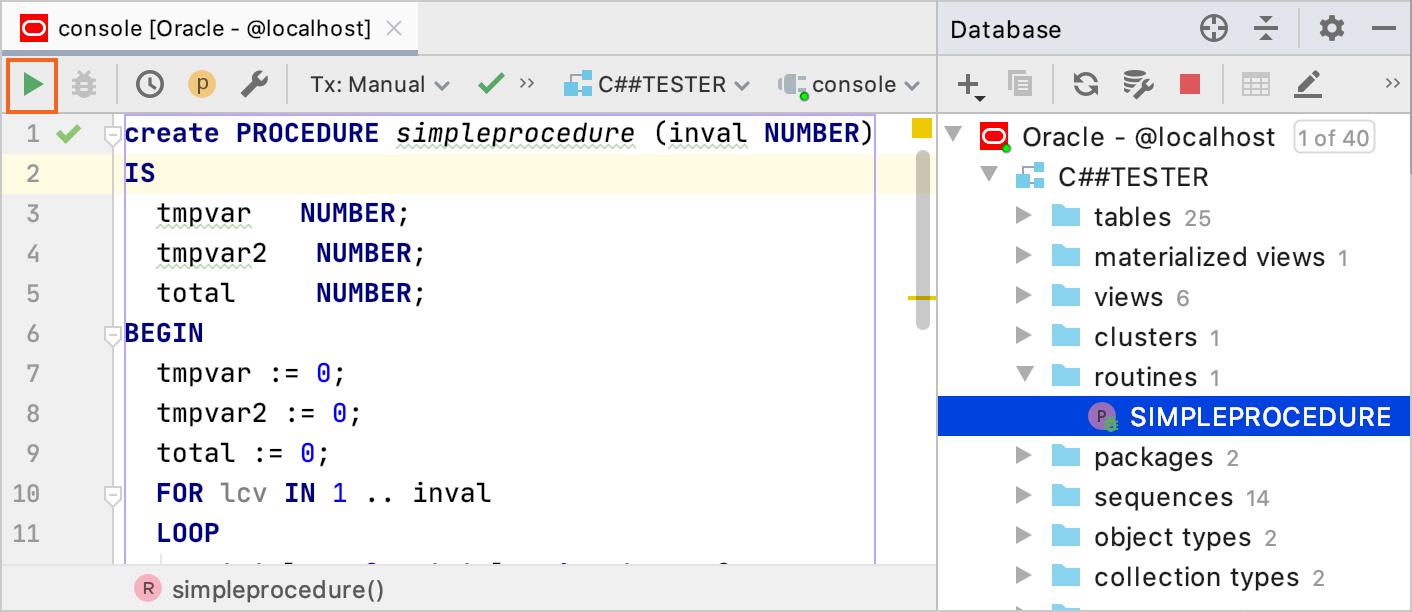 console [Oracle - @localhost]
Database
p Tx: Manual C##TESTER console
1 create PROCEDURE simpleprocedure (inval NUMBER)
2 IS
3 tmpvar   NUMBER;
4 tmpvar2   NUMBER;
5 total     NUMBER;
6 BEGIN
7 tmpvar := 0;
8 tmpvar2 := 0;
9 total := 0;
10 FOR lcv IN 1 .. inval
11 LOOP
R simpleprocedure()
Oracle - @localhost 1 of 40
C##TESTER
tables 25
materialized views 1
views 6
clusters 1
routines 1
P SIMPLEPROCEDURE
packages 2
sequences 14
object types 2
collection types 2